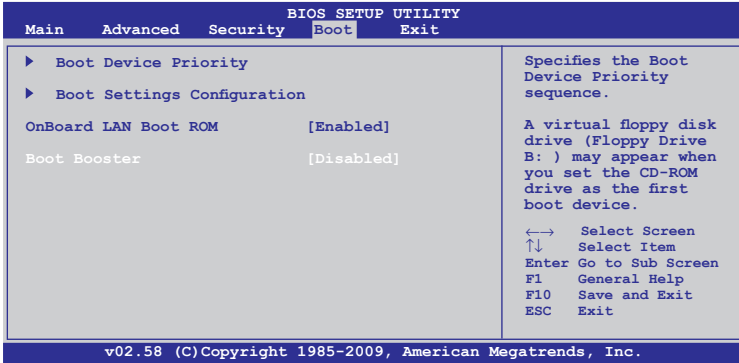 BIOS SETUP UTILITY
Main Advanced Security Boot Exit
Boot Device Priority
Boot Settings Configuration
OnBoard LAN Boot ROM [Enabled]
Boot Booster [Disabled]
Specifies the Boot
Device Priority
sequence.
A virtual floppy disk
drive (Floppy Drive
B: ) may appear when
you set the CD-ROM
drive as the first
boot device.
←→ Select Screen
↑↓ Select Item
Enter Go to Sub Screen
F1 General Help
F10 Save and Exit
ESC Exit
v02.58 (C)Copyright 1985-2009, American Megatrends, Inc.